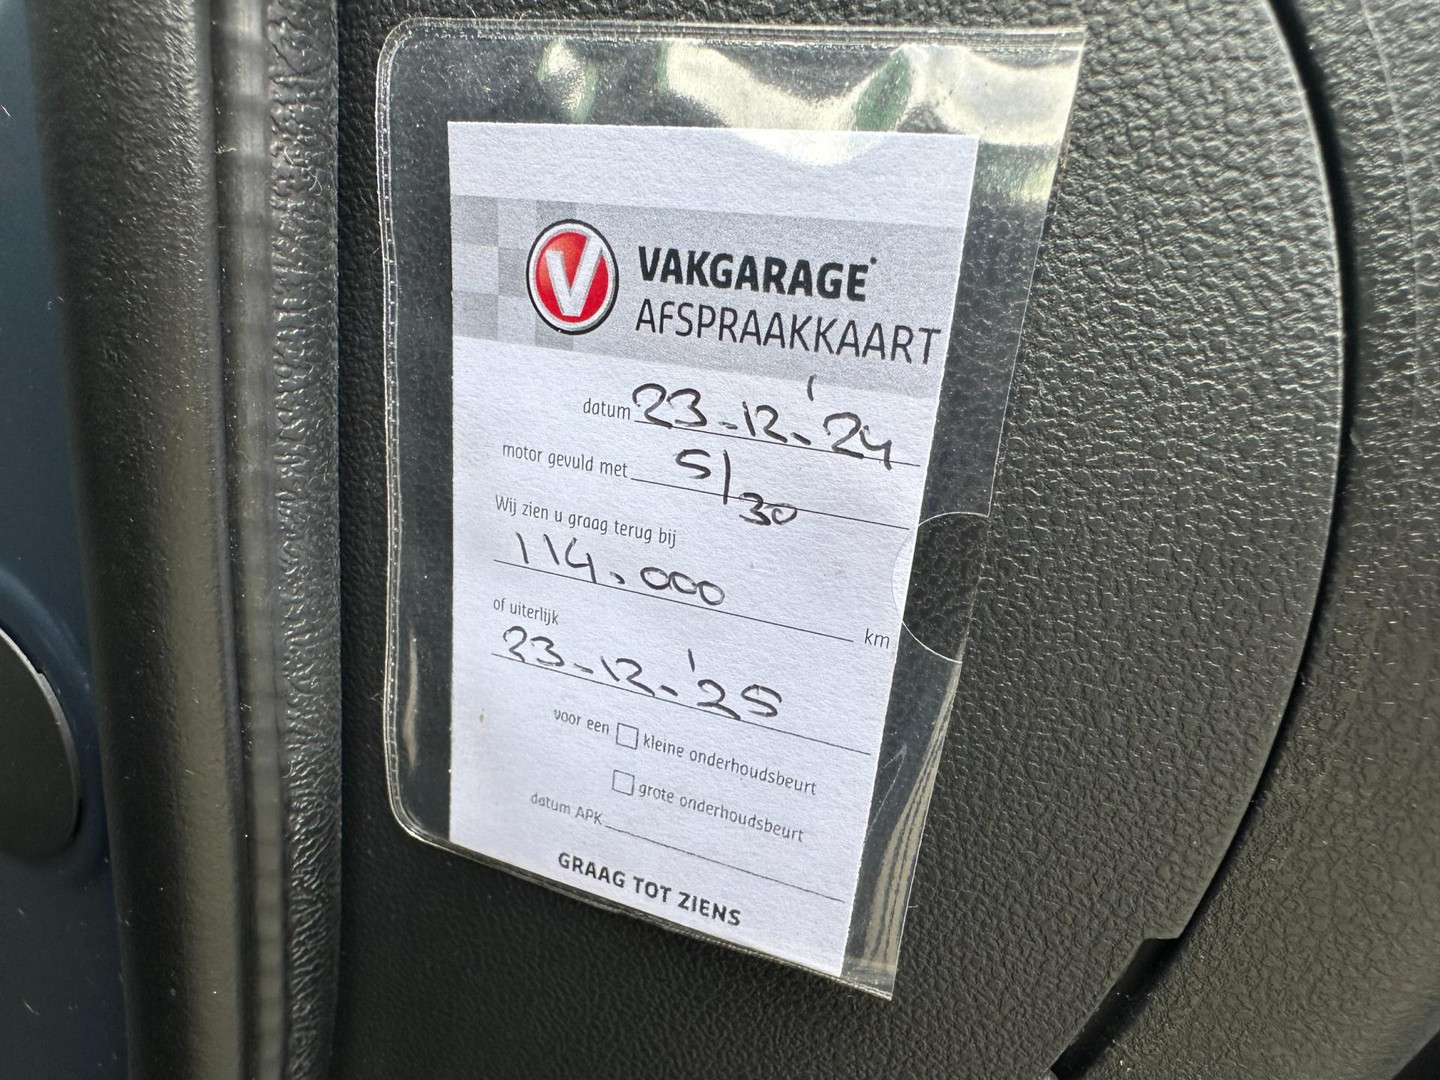 V VAKGARAGE
AFSPRAAKKAART
datum 23-12-'24
motor gevuld met 5/30
Wij zien u graag terug bij
114.000 km
of uiterlijk
23-12-'25
voor een kleine onderhoudsbeurt
grote onderhoudsbeurt
datum APK
GRAAG TOT ZIENS